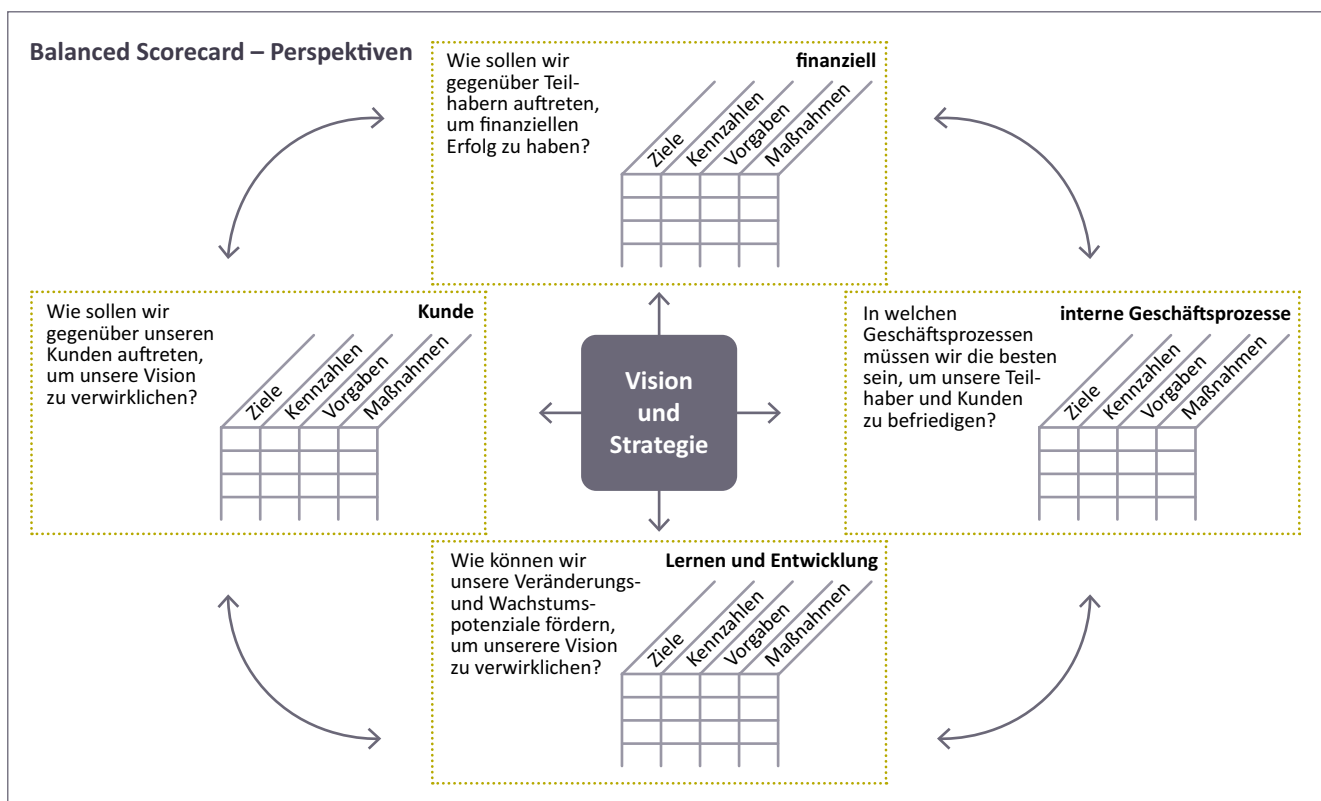 Balanced Scorecard – Perspektiven
Wie sollen wir
gegenüber Teil-
habern auftreten,
um finanziellen
Erfolg zu haben?
finanziell
Ziele
Kennzahlen
Vorgaben
Maßnahmen
Wie sollen wir
gegenüber unseren
Kunden auftreten,
um unsere Vision
zu verwirklichen?
Kunde
Ziele
Kennzahlen
Vorgaben
Maßnahmen
Vision
und
Strategie
In welchen
Geschäftsprozessen
müssen wir die besten
sein, um unsere Teil-
haber und Kunden
zu befriedigen?
interne Geschäftsprozesse
Ziele
Kennzahlen
Vorgaben
Maßnahmen
Wie können wir
unsere Veränderungs-
und Wachstums-
potenziale fördern,
um unserere Vision
zu verwirklichen?
Lernen und Entwicklung
Ziele
Kennzahlen
Vorgaben
Maßnahmen